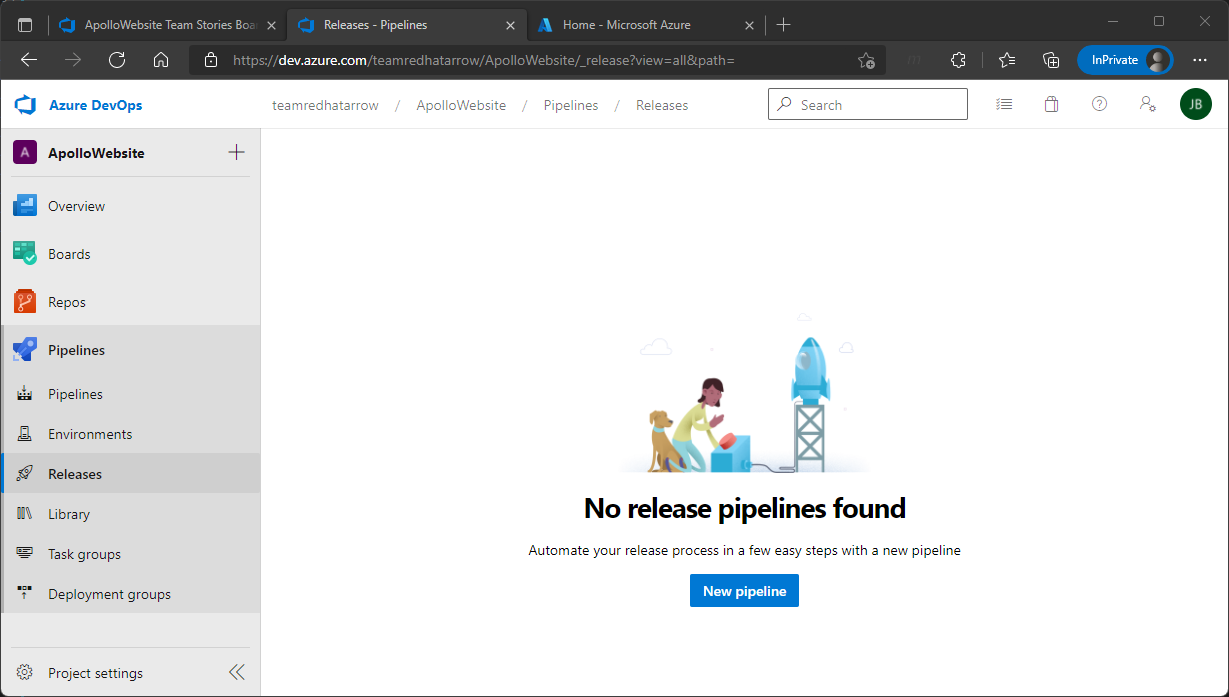 ApolloWebsite Team Stories Boa
Releases - Pipelines
Home - Microsoft Azure
https://dev.azure.com/teamredhatarrow/ApolloWebsite/_release?view=all&path=
InPrivate
Azure DevOps
teamredhatarrow / ApolloWebsite / Pipelines / Releases
Search
JB
A
ApolloWebsite
Overview
Boards
Repos
Pipelines
Pipelines
Environments
Releases
Library
Task groups
Deployment groups
Project settings
No release pipelines found
Automate your release process in a few easy steps with a new pipeline
New pipeline